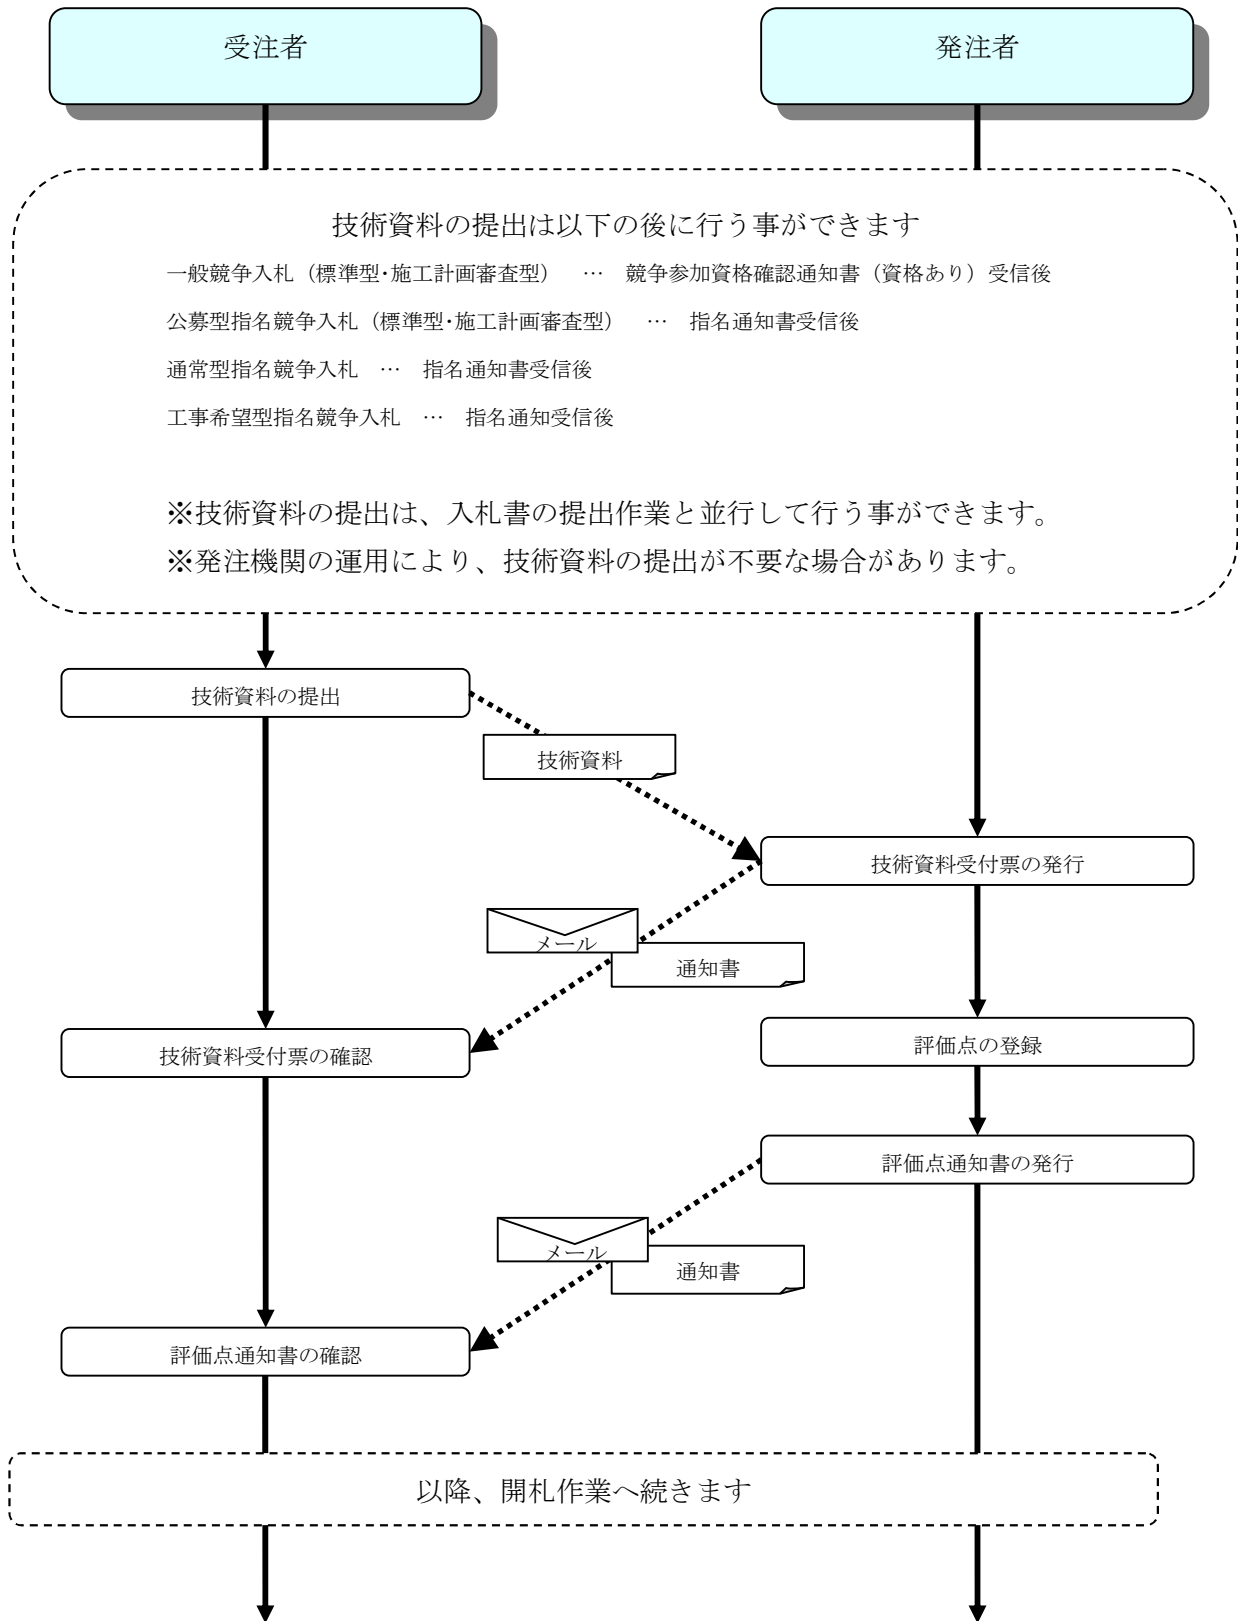 受注者
発注者
技術資料の提出は以下の後に行う事ができます
一般競争入札（標準型･施工計画審査型）　…　競争参加資格確認通知書（資格あり）受信後
公募型指名競争入札（標準型･施工計画審査型）　…　指名通知書受信後
通常型指名競争入札　…　指名通知書受信後
工事希望型指名競争入札　…　指名通知受信後
※技術資料の提出は、入札書の提出作業と並行して行う事ができます。
※発注機関の運用により、技術資料の提出が不要な場合があります。
技術資料の提出
技術資料
技術資料受付票の発行
メール
通知書
評価点の登録
技術資料受付票の確認
評価点通知書の発行
メール
通知書
評価点通知書の確認
以降、開札作業へ続きます